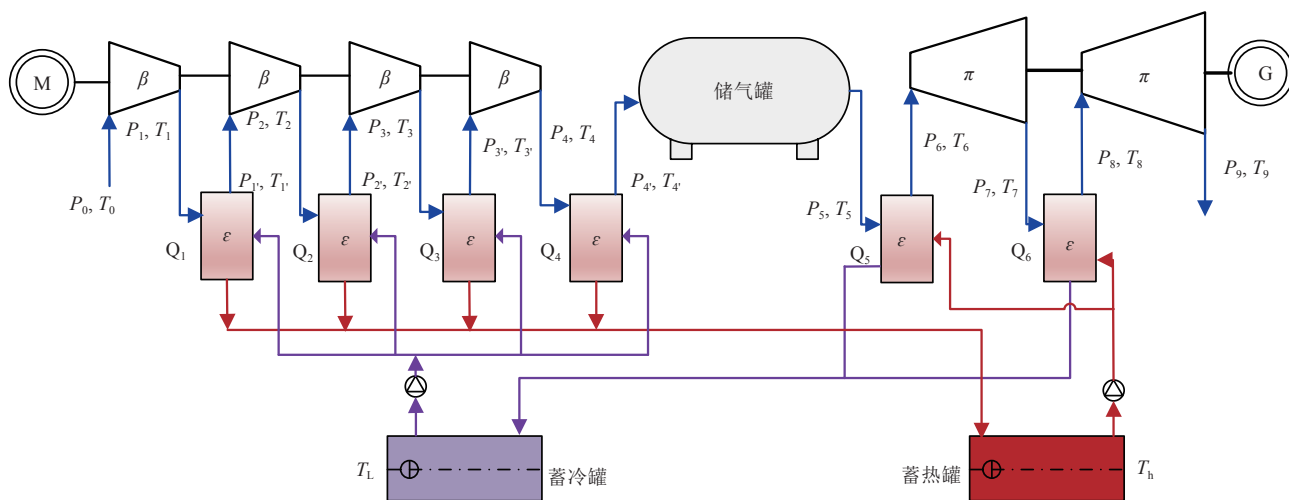 M
β
β
β
β
储气罐
π
π
G
P₁, T₁
P₂, T₂
P₃, T₃
P₃', T₃'
P₄, T₄
P₆, T₆
P₈, T₈
P₀, T₀
P₁', T₁'
P₂', T₂'
P₄', T₄'
P₅, T₅
P₇, T₇
P₉, T₉
Q₁
ε
Q₂
ε
Q₃
ε
Q₄
ε
Q₅
ε
Q₆
ε
T_L
蓄冷罐
蓄热罐
T_h